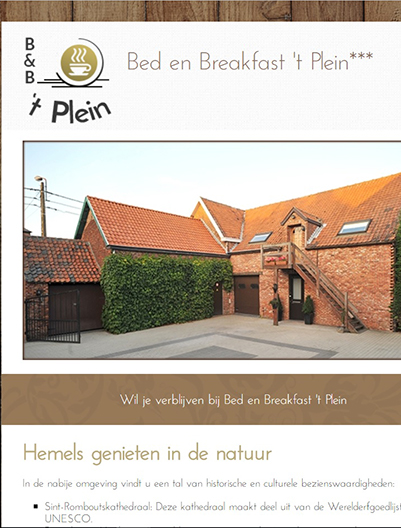 B
&
B
't Plein
Bed en Breakfast 't Plein***
Wil je verblijven bij Bed en Breakfast 't Plein
Hemels genieten in de natuur
In de nabije omgeving vindt u een tal van historische en culturele bezienswaardigheden:
Sint-Romboutskathedraal: Deze kathedraal maakt deel uit van de Werelderfgoedlijst
UNESCO.